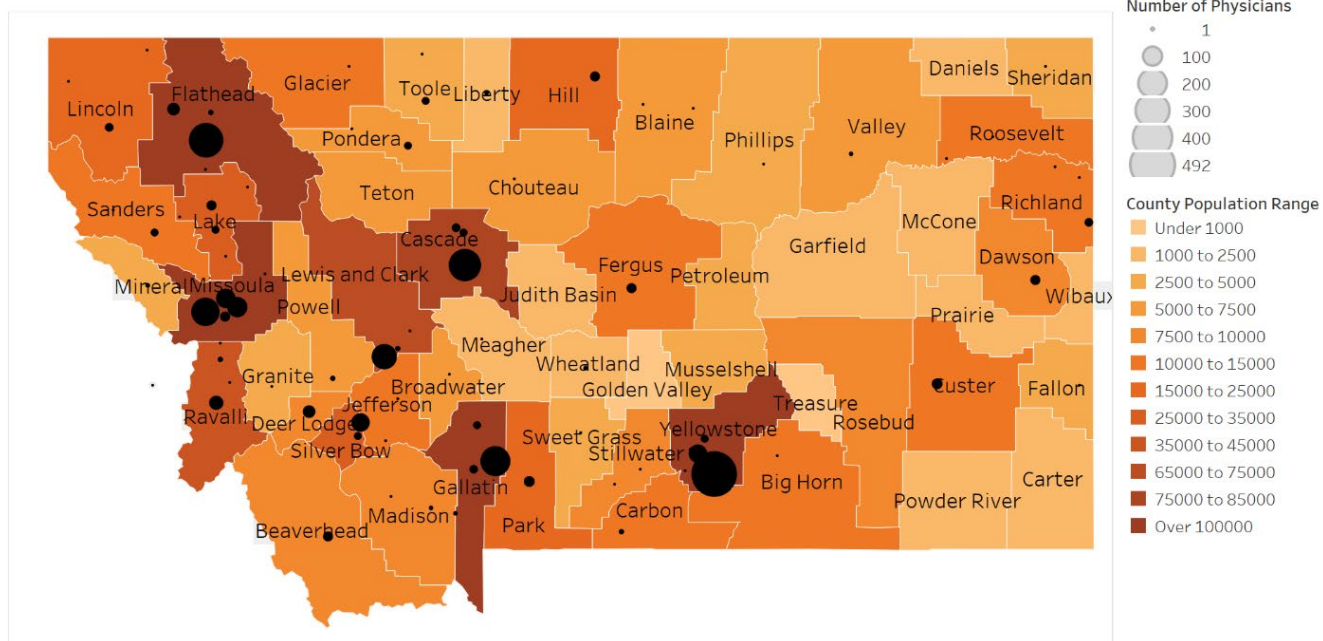 Number of Physicians
1
100
200
300
400
492
County Population Range
Under 1000
1000 to 2500
2500 to 5000
5000 to 7500
7500 to 10000
10000 to 15000
15000 to 25000
25000 to 35000
35000 to 45000
65000 to 75000
75000 to 85000
Over 100000
Lincoln
Flathead
Glacier
Toole
Liberty
Hill
Blaine
Phillips
Valley
Daniels
Sheridan
Roosevelt
Pondera
Teton
Chouteau
Sanders
Lake
Cascade
Fergus
Petroleum
Garfield
McCone
Richland
Dawson
Wibaux
Mineral
Missoula
Powell
Lewis and Clark
Judith Basin
Prairie
Granite
Meagher
Wheatland
Golden Valley
Musselshell
Treasure
Rosebud
Custer
Fallon
Ravalli
Deer Lodge
Jefferson
Broadwater
Silver Bow
Gallatin
Sweet Grass
Stillwater
Yellowstone
Big Horn
Powder River
Carter
Beaverhead
Madison
Park
Carbon